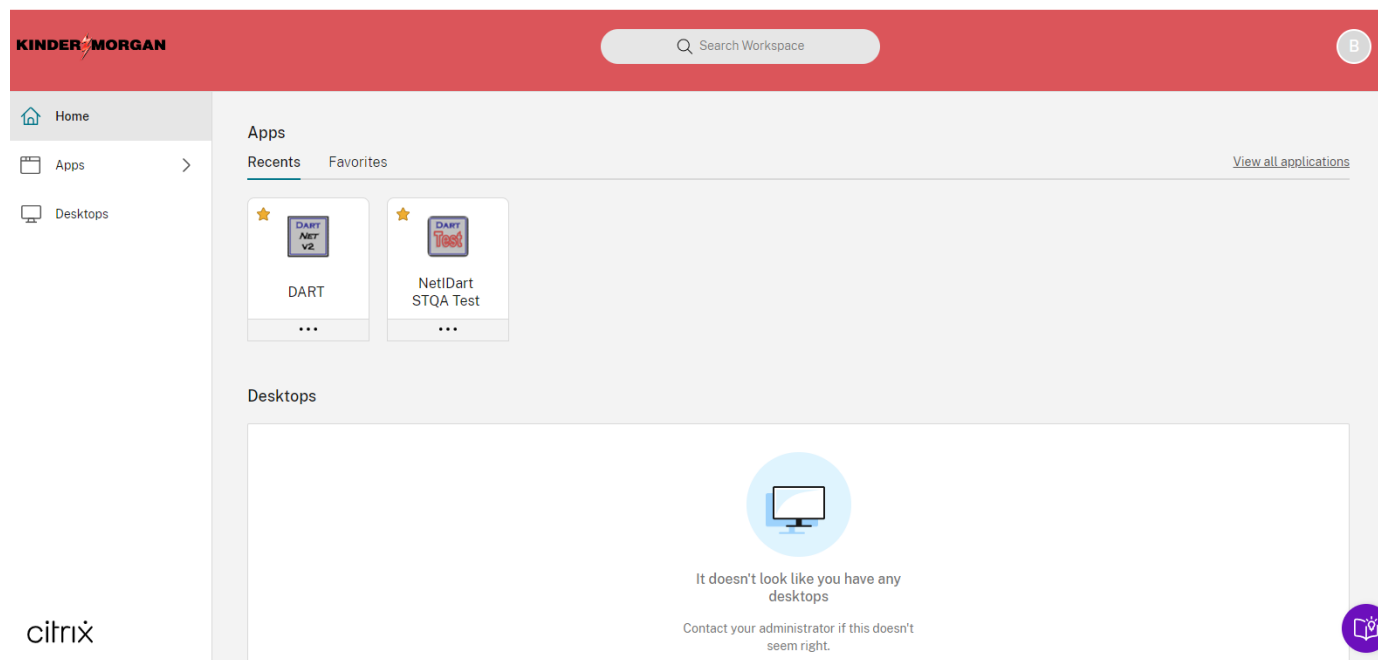 KINDER MORGAN
Search Workspace
B
Home
Apps
Desktops
Apps
Recents
Favorites
View all applications
DART
NET
V2
DART
Test
DART
NetIDart
STQA Test
Desktops
It doesn't look like you have any
desktops
Contact your administrator if this doesn't
seem right.
citrix